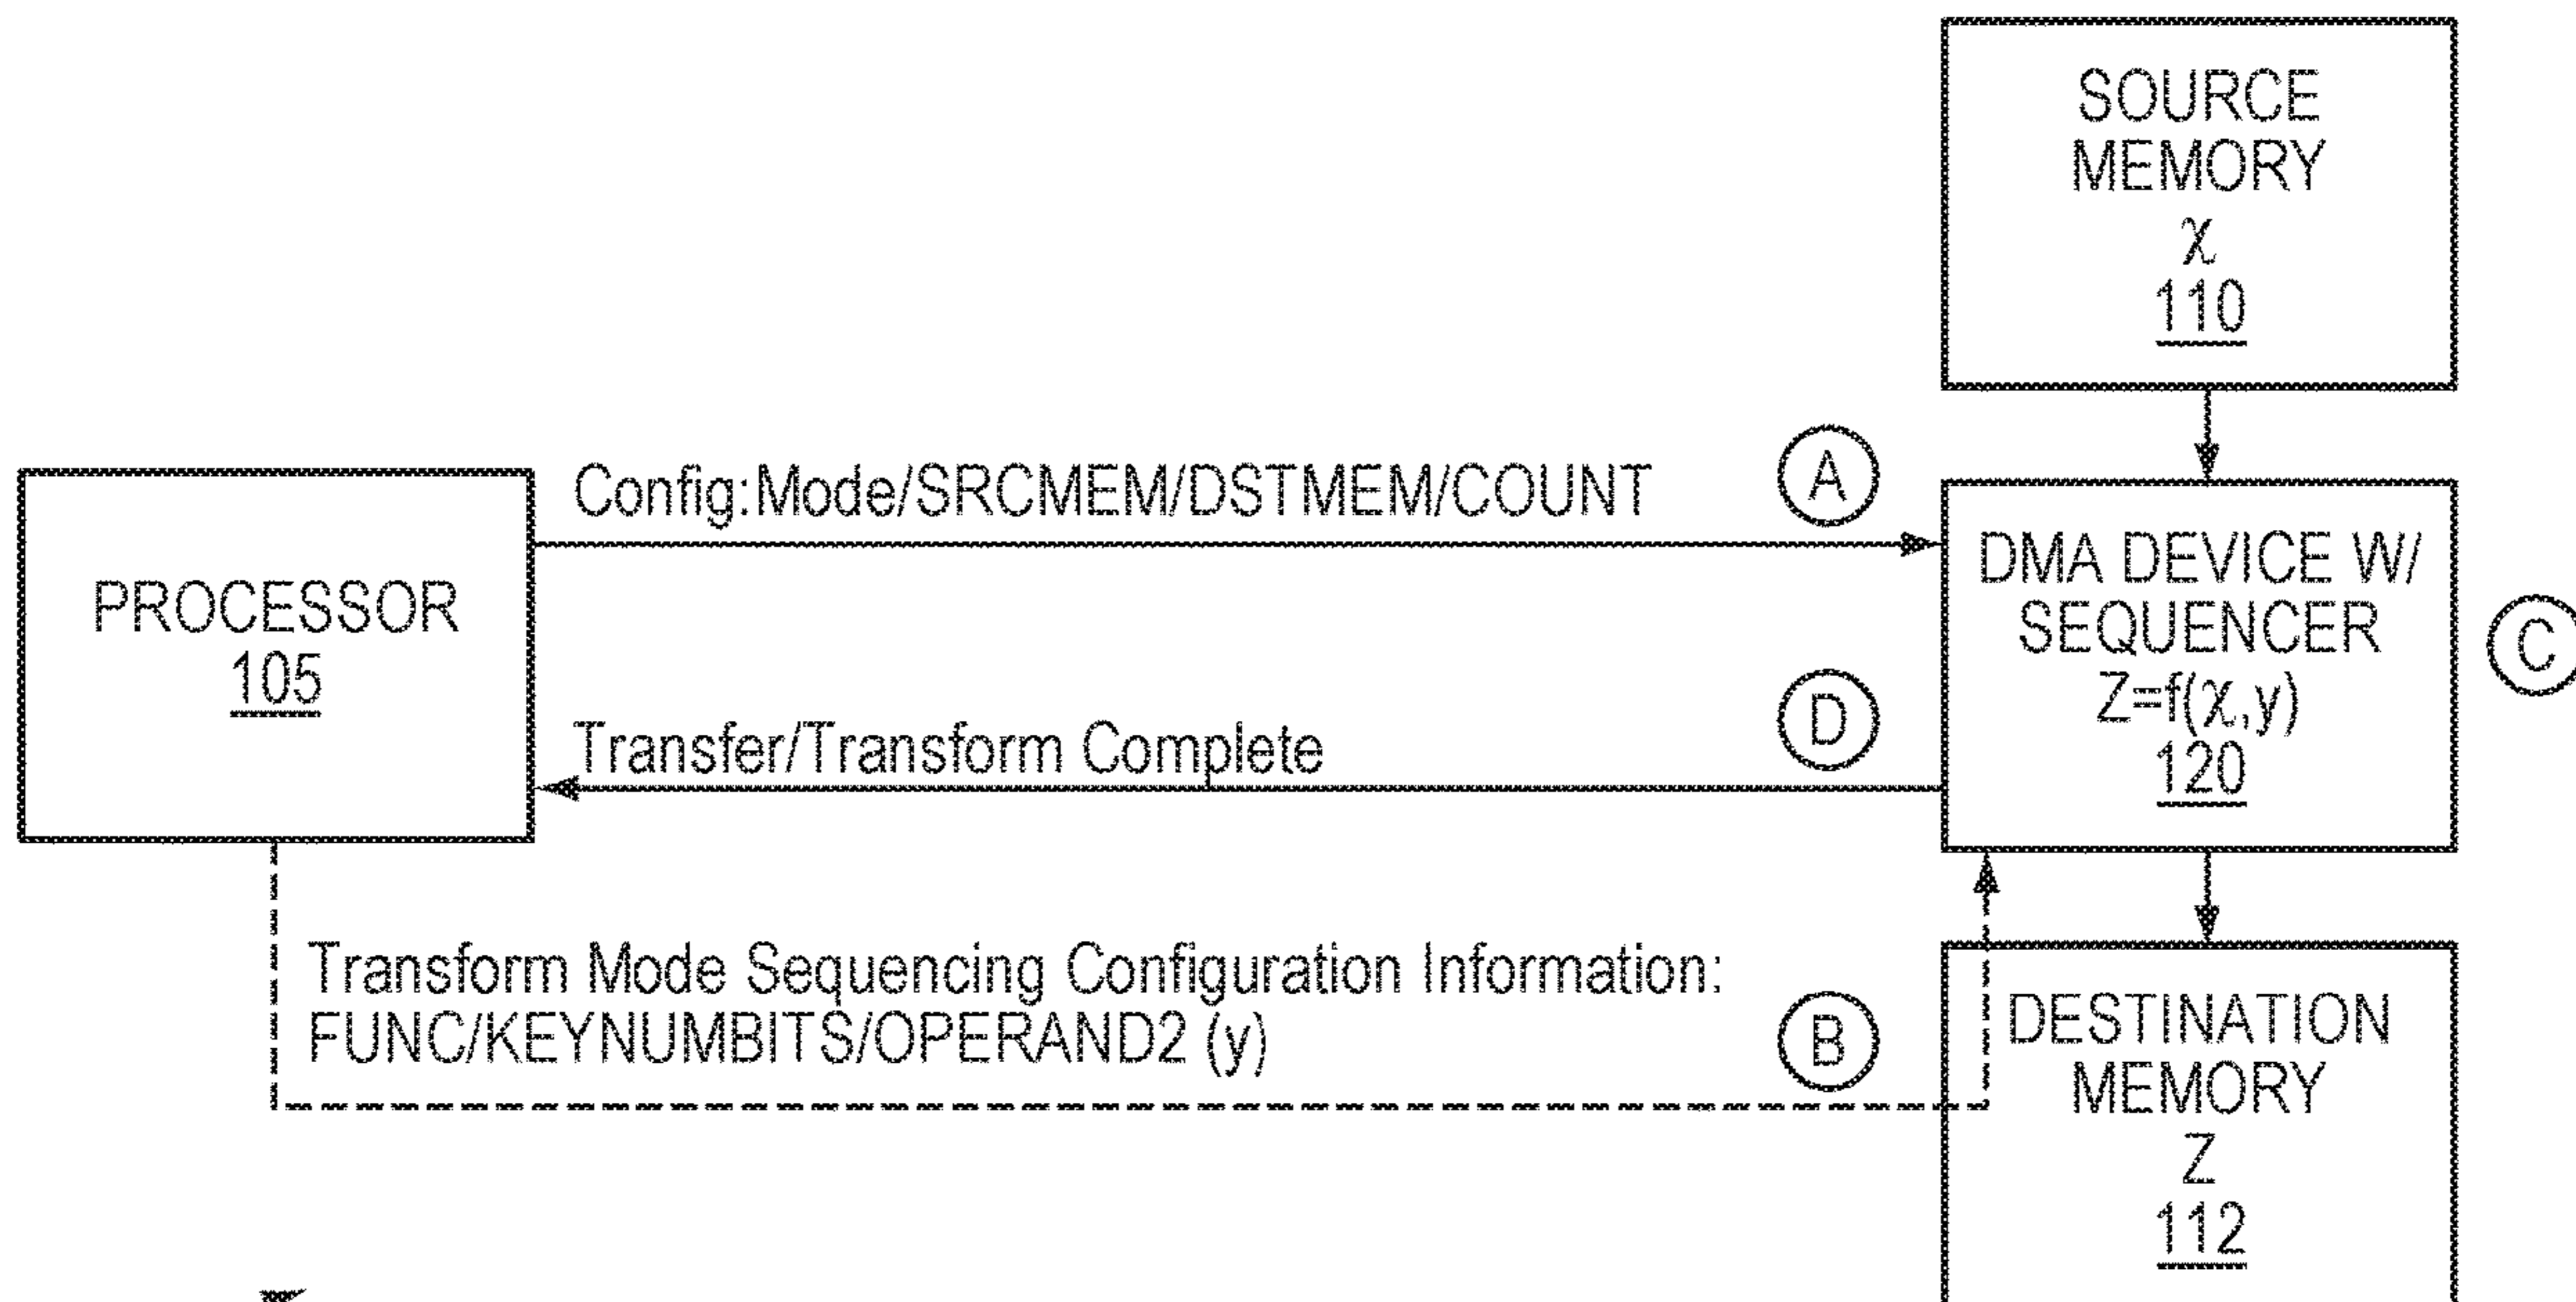 SOURCE
MEMORY
χ
110
Config:Mode/SRCMEM/DSTMEM/COUNT
A
PROCESSOR
105
DMA DEVICE W/
SEQUENCER
Z=f(χ,y)
120
C
Transfer/Transform Complete
D
Transform Mode Sequencing Configuration Information:
FUNC/KEYNUMBITS/OPERAND2 (y)
B
DESTINATION
MEMORY
Z
112